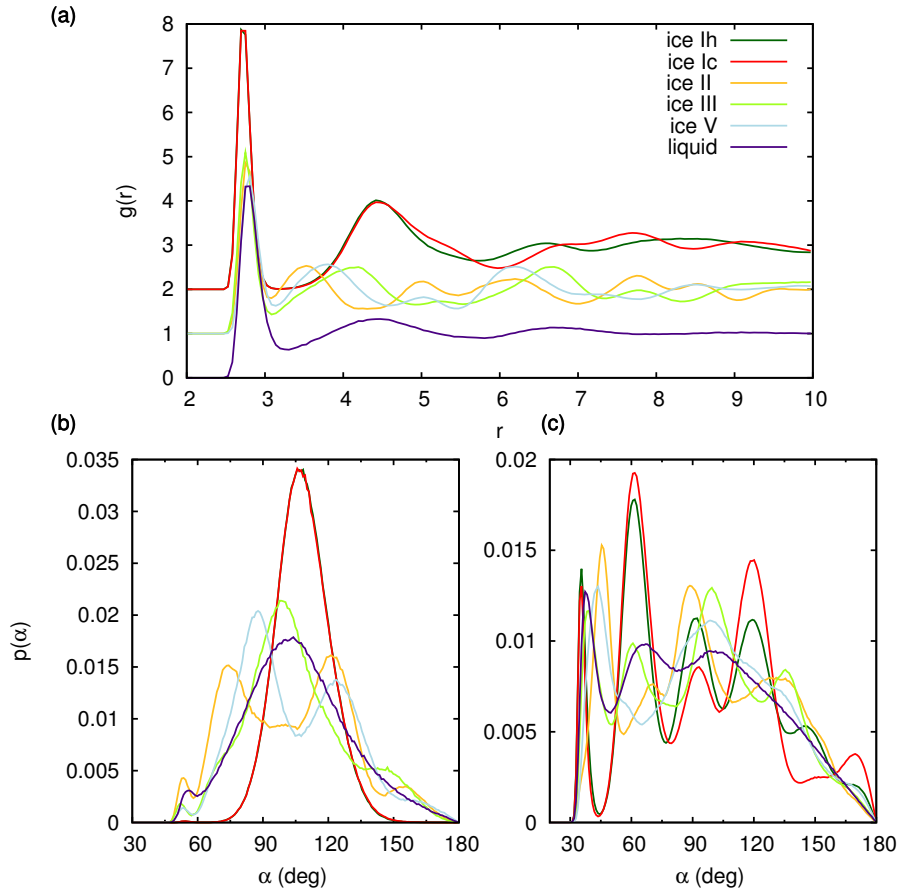 (a)
8
7
6
5
4
3
2
1
0
g(r)
ice Ih
ice Ic
ice II
ice III
ice V
liquid
2 3 4 5 6 7 8 9 10
r
(b)
0.035
0.03
0.025
0.02
0.015
0.01
0.005
0
p(α)
30 60 90 120 150 180
α (deg)
(c)
0.02
0.015
0.01
0.005
0
30 60 90 120 150 180
α (deg)